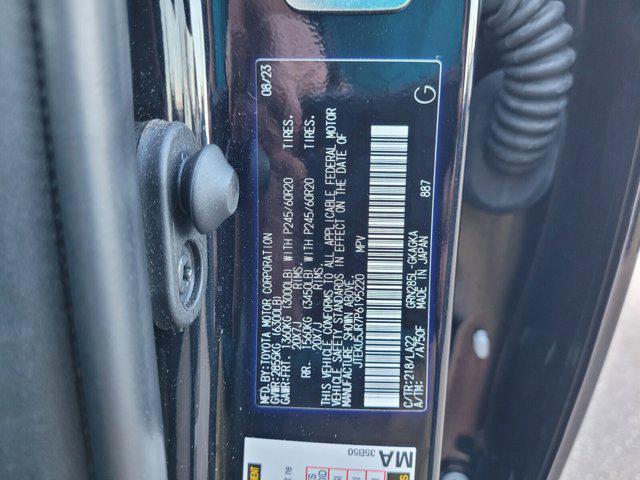 MFD.BY:TOYOTA MOTOR CORPORATION 08/23
GVWR:2855KG (6300LB)
GAWR:FRT. 1360KG (3000LB) WITH P245/60R20 TIRES.
20X7J RIMS.
RR. 1565KG (3450LB) WITH P245/60R20 TIRES.
20X7J RIMS.
THIS VEHICLE CONFORMS TO ALL APPLICABLE FEDERAL MOTOR
VEHICLE SAFETY STANDARDS IN EFFECT ON THE DATE OF
MANUFACTURE SHOWN ABOVE.
JTEKU5JR7P6195220 MPV
C/TR:218/LA22 GRN285L-GKAGKA
A/TM: 7A750F MADE IN JAPAN 887
G
MA
35B50